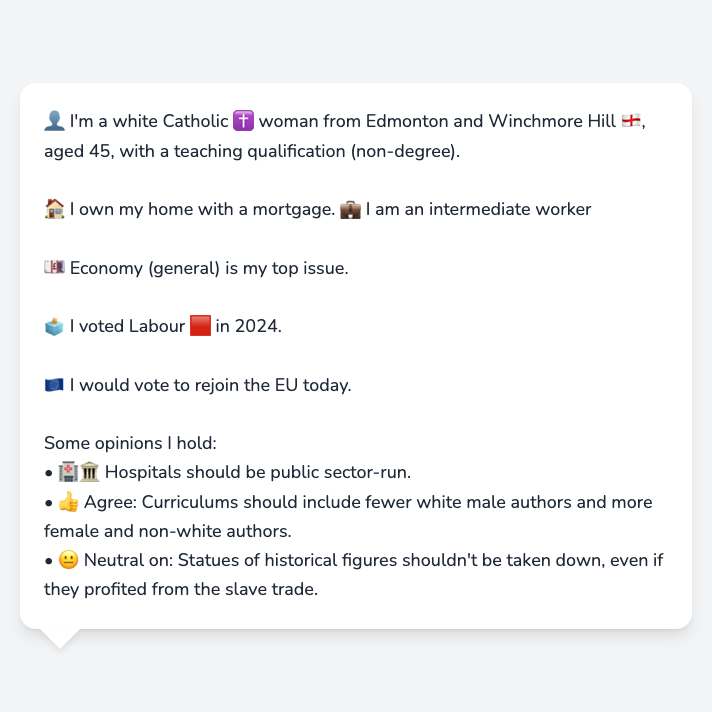 👤 I'm a white Catholic ✝️ woman from Edmonton and Winchmore Hill 🏴󠁧󠁢󠁥󠁮󠁧󠁿,
aged 45, with a teaching qualification (non-degree).
🏠 I own my home with a mortgage. 💼 I am an intermediate worker
💷 Economy (general) is my top issue.
🗳️ I voted Labour 🟥 in 2024.
🇪🇺 I would vote to rejoin the EU today.
Some opinions I hold:
• 🏥🏛️ Hospitals should be public sector-run.
• 👍 Agree: Curriculums should include fewer white male authors and more
female and non-white authors.
• 😐 Neutral on: Statues of historical figures shouldn't be taken down, even if
they profited from the slave trade.